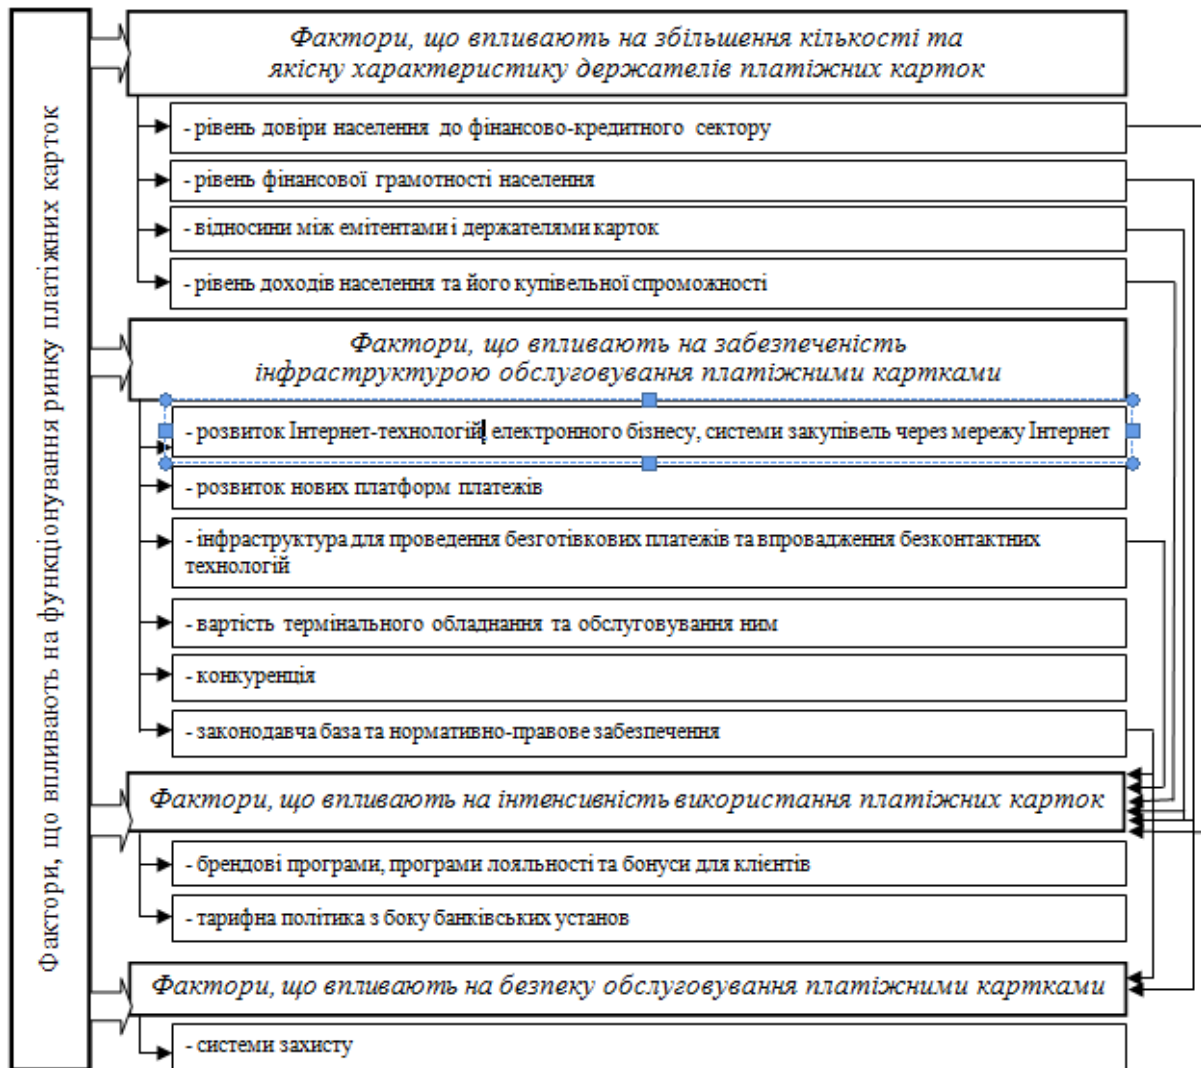 Фактори, що впливають на функціонування ринку платіжних карток
Фактори, що впливають на збільшення кількості та
якісну характеристику держателів платіжних карток
- рівень довіри населення до фінансово-кредитного сектору
- рівень фінансової грамотності населення
- відносини між емітентами і держателями карток
- рівень доходів населення та його купівельної спроможності
Фактори, що впливають на забезпеченість
інфраструктурою обслуговування платіжними картками
- розвиток Інтернет-технологій, електронного бізнесу, системи закупівель через мережу Інтернет
- розвиток нових платформ платежів
- інфраструктура для проведення безготівкових платежів та впровадження безконтактних
технологій
- вартість термінального обладнання та обслуговування ним
- конкуренція
- законодавча база та нормативно-правове забезпечення
Фактори, що впливають на інтенсивність використання платіжних карток
- брендові програми, програми лояльності та бонуси для клієнтів
- тарифна політика з боку банківських установ
Фактори, що впливають на безпеку обслуговування платіжними картками
- системи захисту